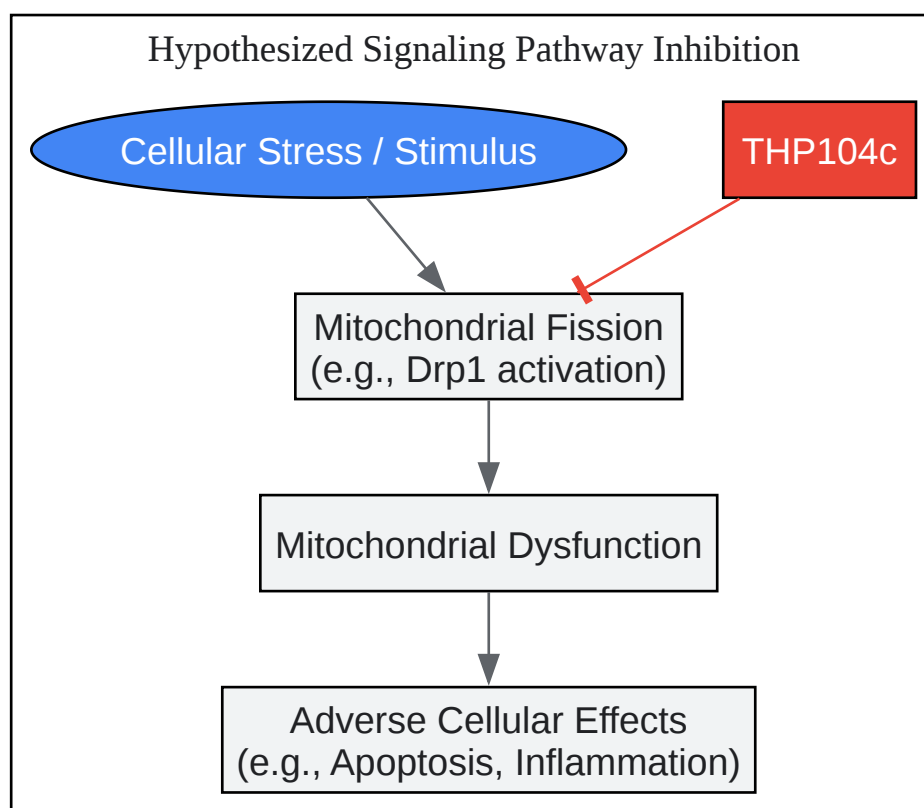 Hypothesized Signaling Pathway Inhibition
Cellular Stress / Stimulus
THP104c
Mitochondrial Fission
(e.g., Drp1 activation)
Mitochondrial Dysfunction
Adverse Cellular Effects
(e.g., Apoptosis, Inflammation)